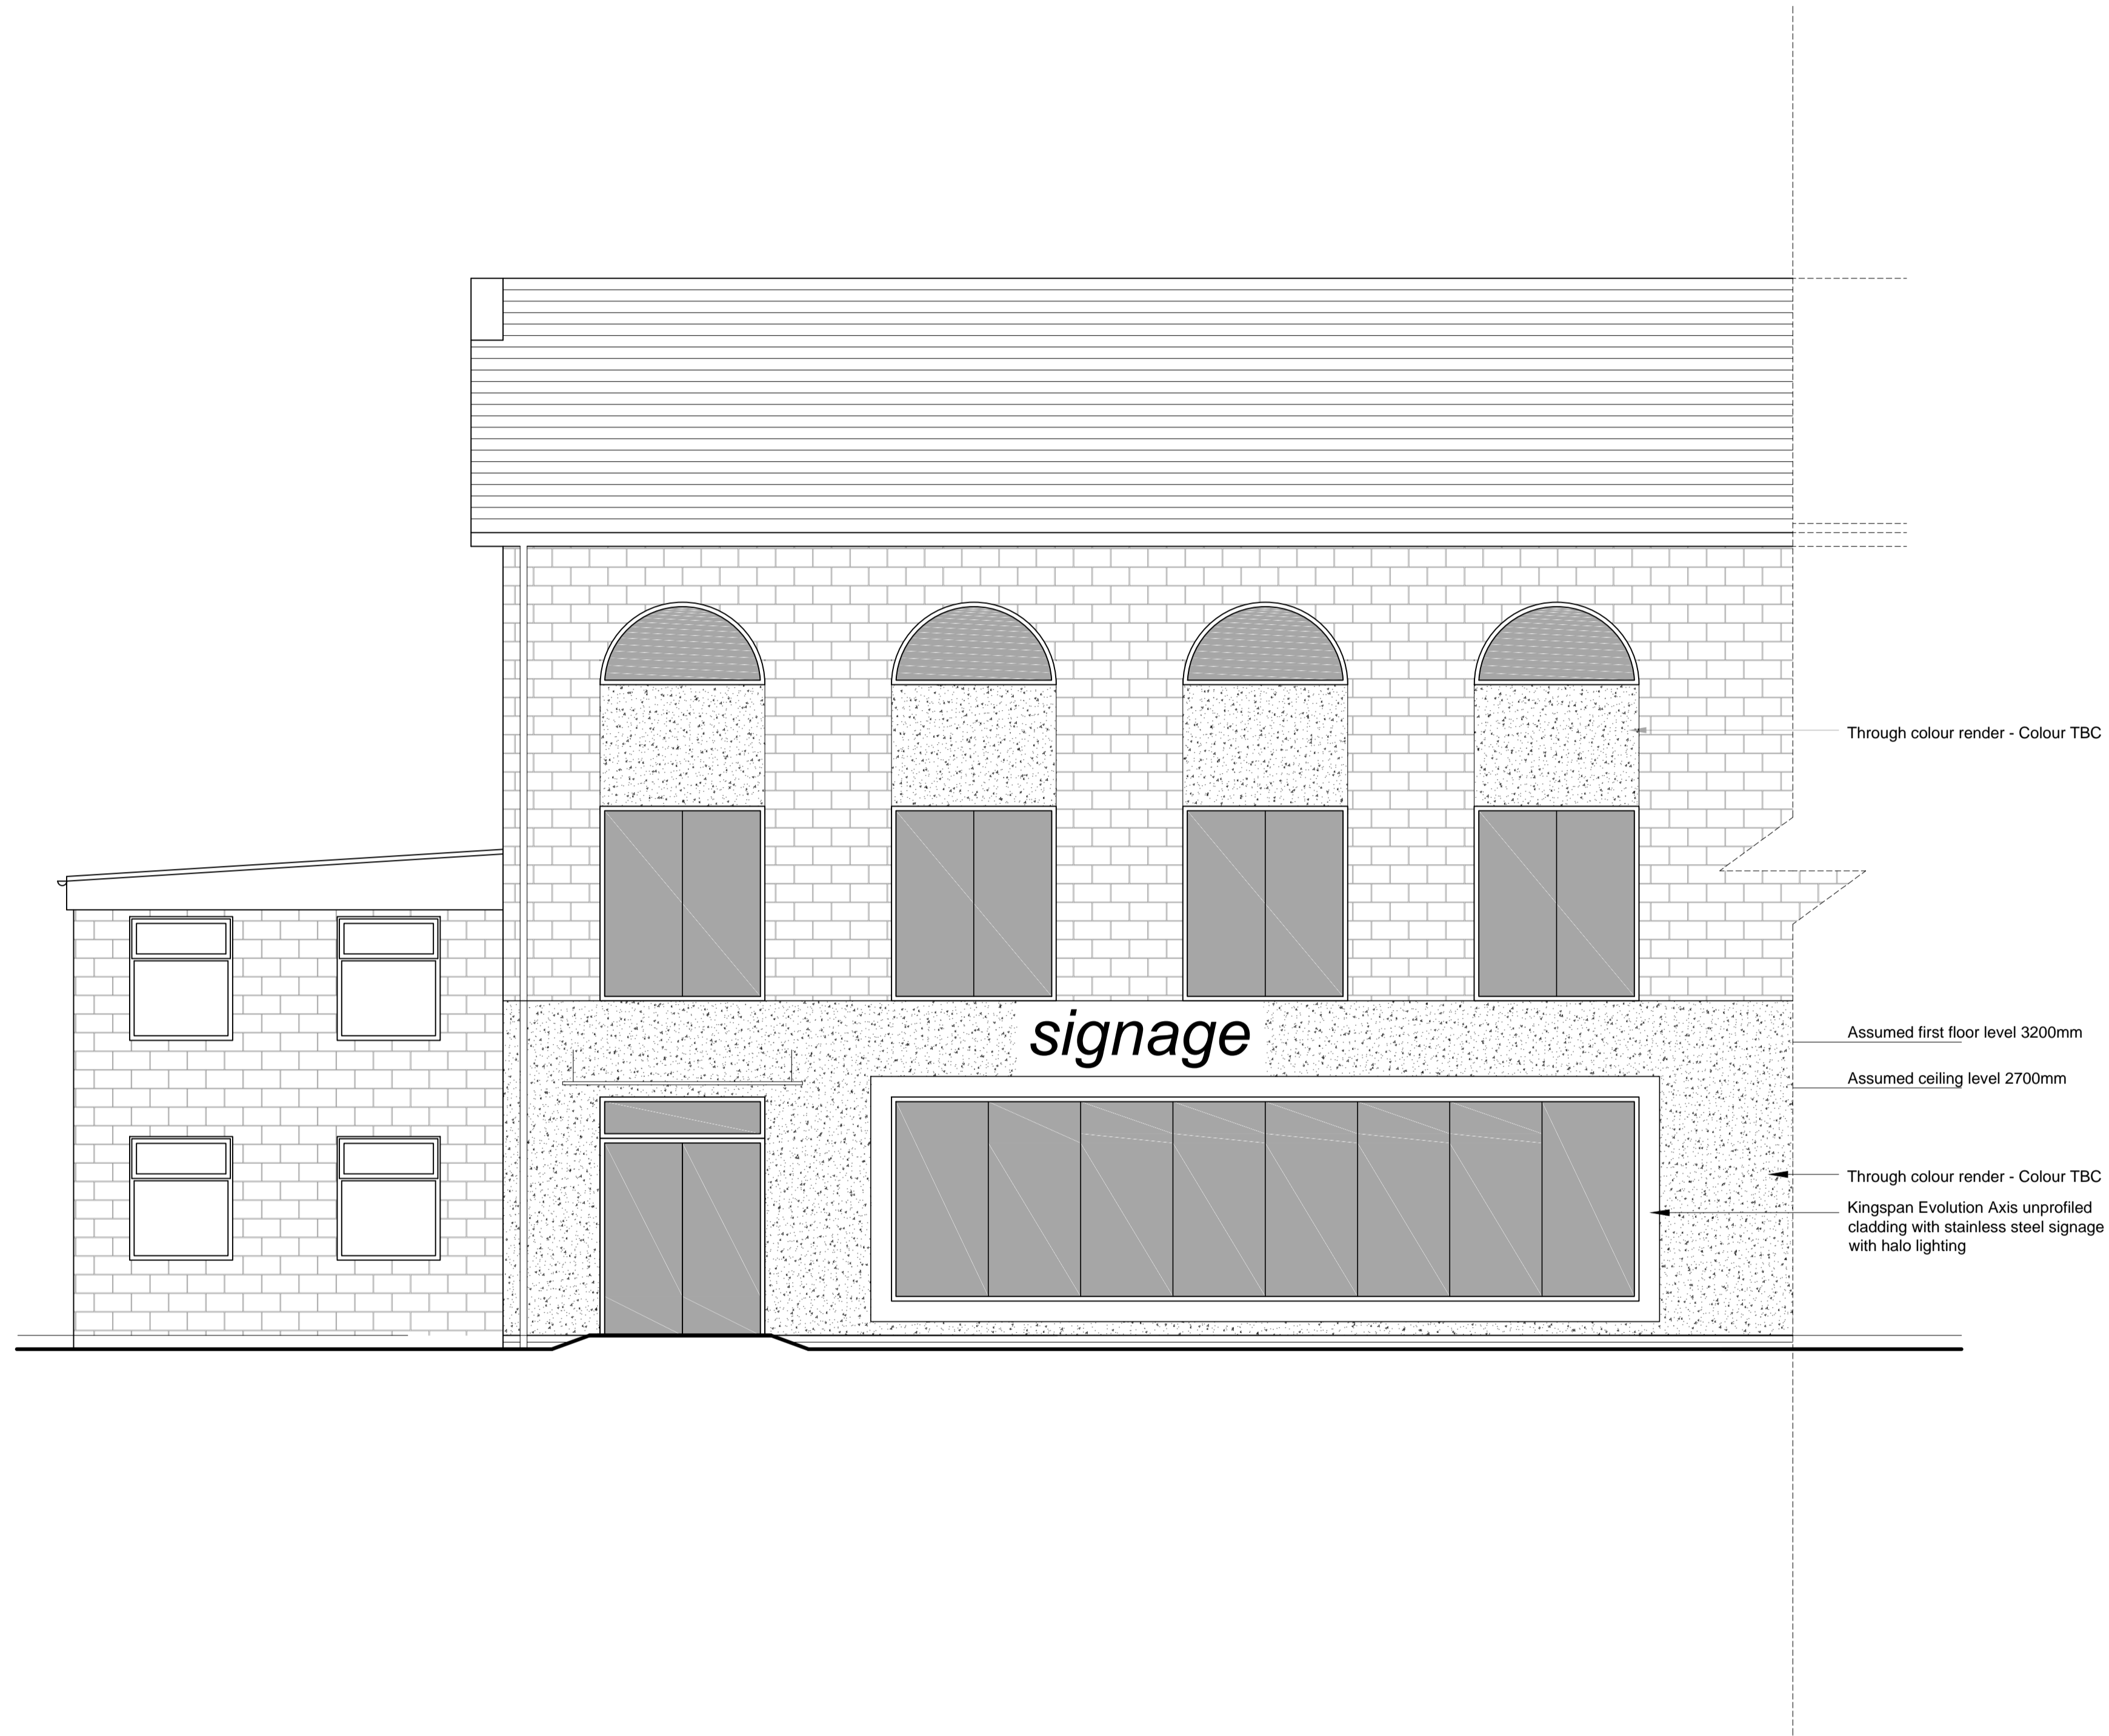 Through colour render - Colour TBC
signage
Assumed first floor level 3200mm
Assumed ceiling level 2700mm
Through colour render - Colour TBC
Kingspan Evolution Axis unprofiled
cladding with stainless steel signage
with halo lighting